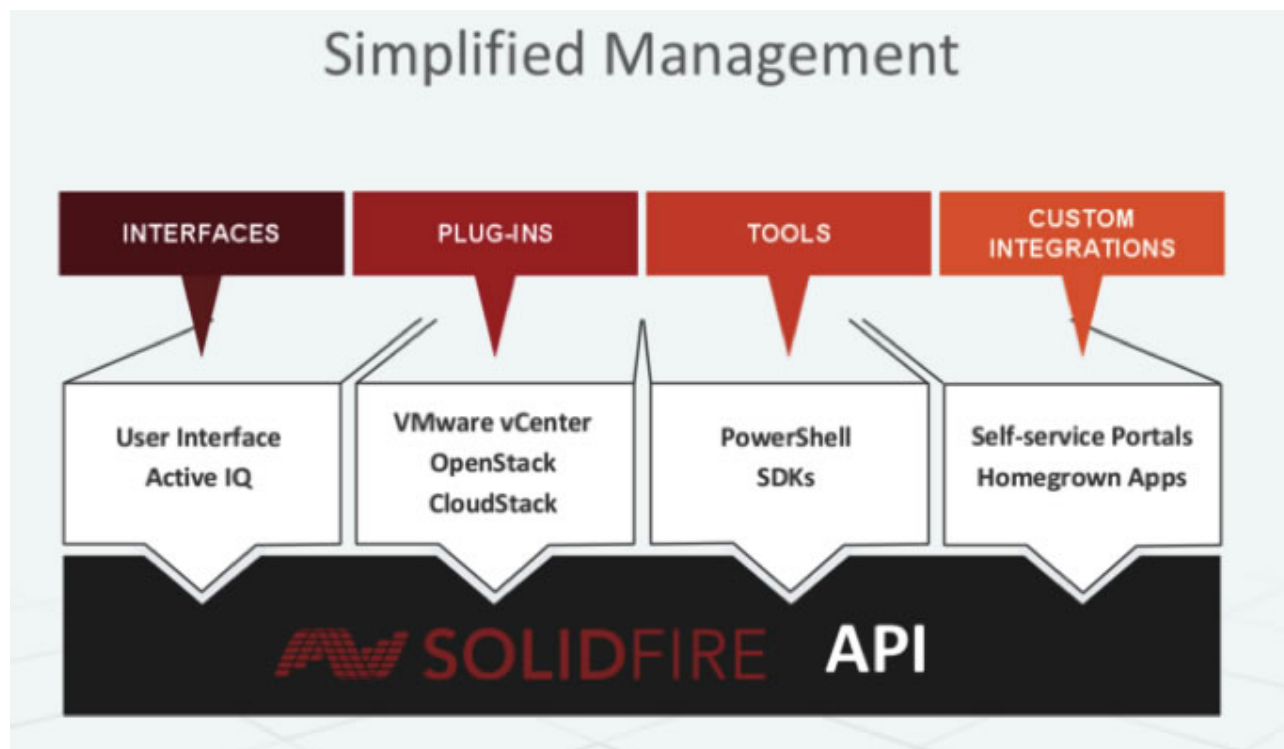 Simplified Management
INTERFACES
PLUG-INS
TOOLS
CUSTOM
INTEGRATIONS
User Interface
Active IQ
VMware vCenter
OpenStack
CloudStack
PowerShell
SDKs
Self-service Portals
Homegrown Apps
SOLIDFIRE API